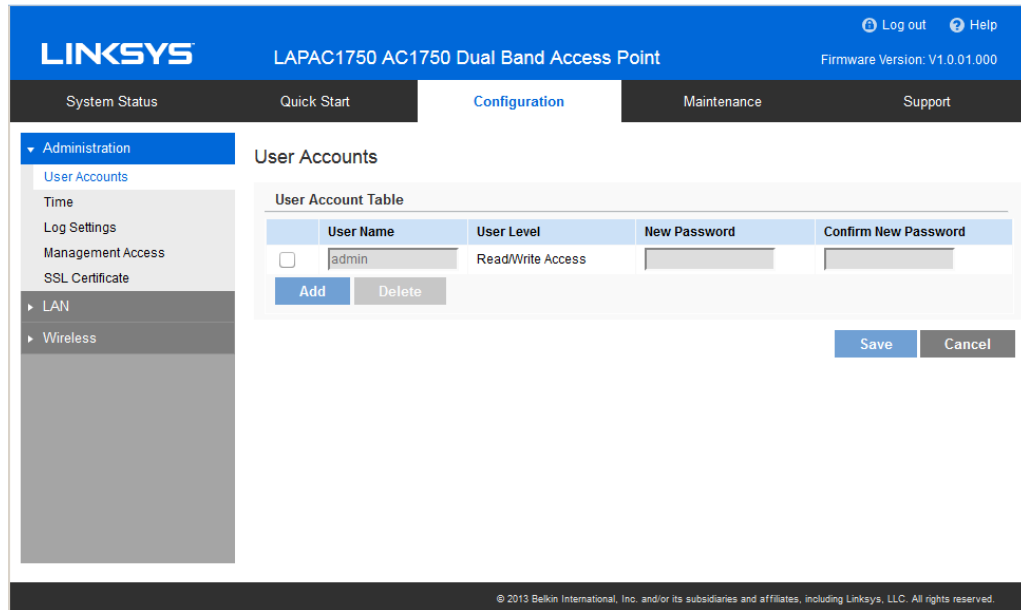 Log out Help
LINKSYS LAPAC1750 AC1750 Dual Band Access Point Firmware Version: V1.0.01.000
System Status Quick Start Configuration Maintenance Support
Administration
User Accounts
Time
Log Settings
Management Access
SSL Certificate
LAN
Wireless
User Accounts
User Account Table
User Name User Level New Password Confirm New Password
admin Read/Write Access
Add Delete
Save Cancel
© 2013 Belkin International, Inc. and/or its subsidiaries and affiliates, including Linksys, LLC. All rights reserved.